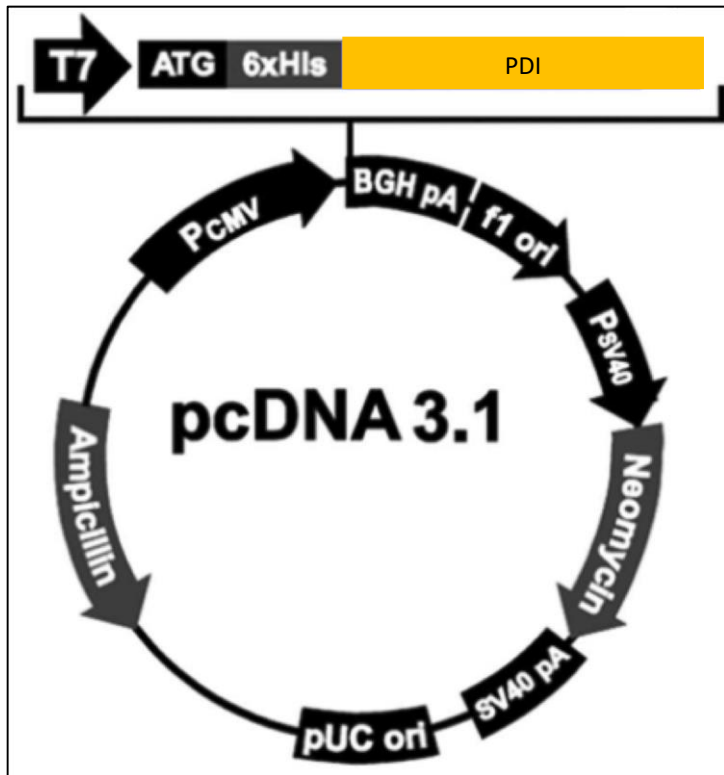 T7 ATG 6xHis PDI
PCMV
BGH pA
f1 ori
PSV40
pcDNA 3.1
Ampicillin
Neomycin
SV40 pA
pUC ori